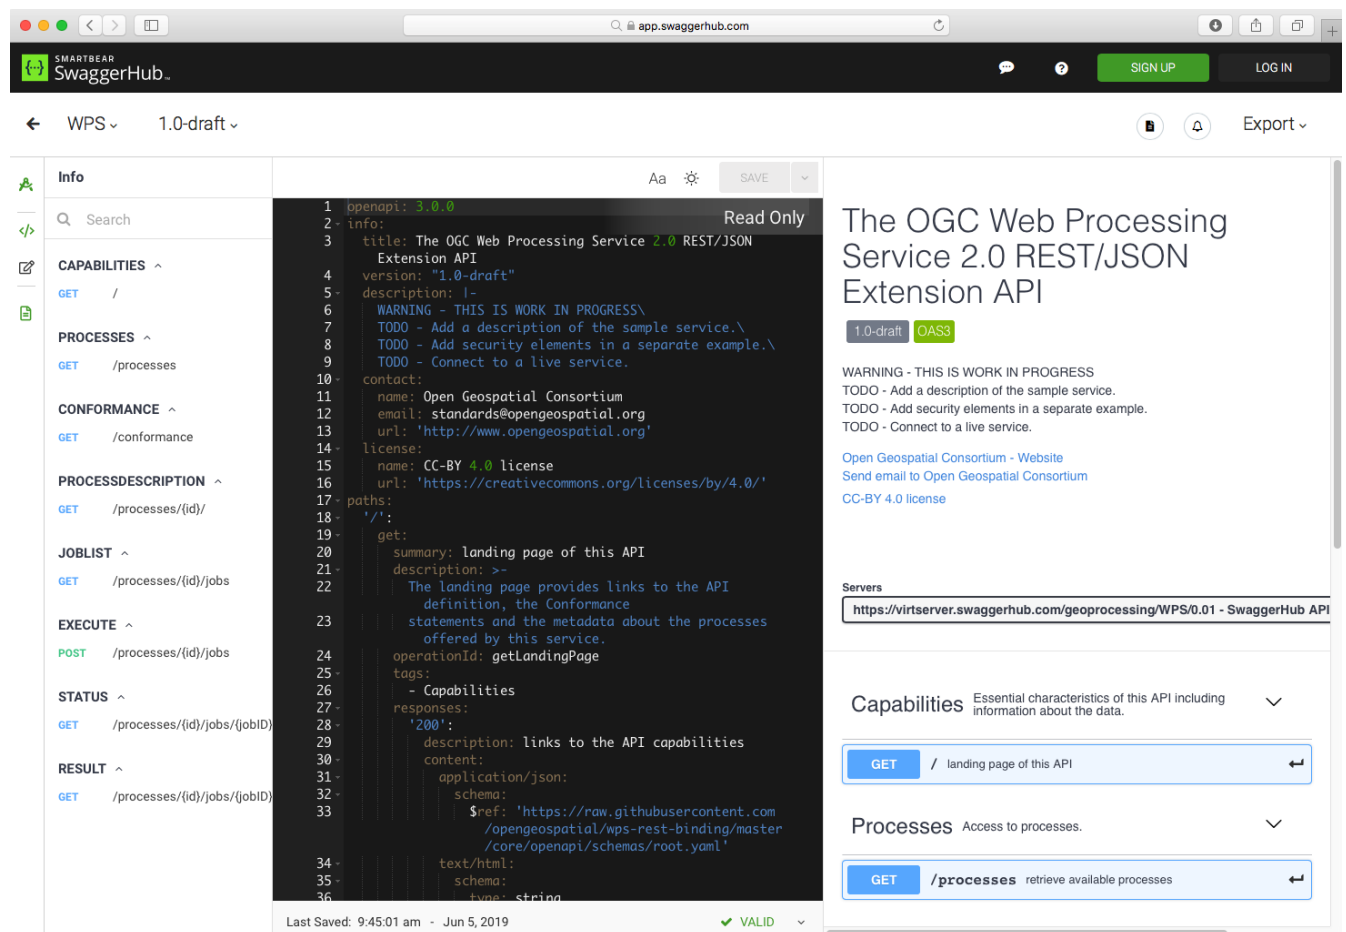 app.swaggerhub.com
SMARTBEAR
SwaggerHub™
SIGN UP
LOG IN
WPS
1.0-draft
Export
Info
Search
CAPABILITIES
GET /
PROCESSES
GET /processes
CONFORMANCE
GET /conformance
PROCESSDESCRIPTION
GET /processes/{id}/
JOBLIST
GET /processes/{id}/jobs
EXECUTE
POST /processes/{id}/jobs
STATUS
GET /processes/{id}/jobs/{jobID}
RESULT
GET /processes/{id}/jobs/{jobID}
Aa
SAVE
Read Only
1 openapi: 3.0.0
2 info:
3 title: The OGC Web Processing Service 2.0 REST/JSON
Extension API
4 version: "1.0-draft"
5 description: |-
6 WARNING - THIS IS WORK IN PROGRESS\
7 TODO - Add a description of the sample service.\
8 TODO - Add security elements in a separate example.\
9 TODO - Connect to a live service.
10 contact:
11 name: Open Geospatial Consortium
12 email: standards@opengeospatial.org
13 url: 'http://www.opengeospatial.org'
14 license:
15 name: CC-BY 4.0 license
16 url: 'https://creativecommons.org/licenses/by/4.0/'
17 paths:
18 '/':
19 get:
20 summary: landing page of this API
21 description: >-
22 The landing page provides links to the API
definition, the Conformance
23 statements and the metadata about the processes
offered by this service.
24 operationId: getLandingPage
25 tags:
26 - Capabilities
27 responses:
28 '200':
29 description: links to the API capabilities
30 content:
31 application/json:
32 schema:
33 $ref: 'https://raw.githubusercontent.com
/opengeospatial/wps-rest-binding/master
/core/openapi/schemas/root.yaml'
34 text/html:
35 schema:
36 type: string
Last Saved: 9:45:01 am - Jun 5, 2019
VALID
The OGC Web Processing
Service 2.0 REST/JSON
Extension API
1.0-draft OAS3
WARNING - THIS IS WORK IN PROGRESS
TODO - Add a description of the sample service.
TODO - Add security elements in a separate example.
TODO - Connect to a live service.
Open Geospatial Consortium - Website
Send email to Open Geospatial Consortium
CC-BY 4.0 license
Servers
https://virtserver.swaggerhub.com/geoprocessing/WPS/0.01 - SwaggerHub API
Capabilities Essential characteristics of this API including
information about the data.
GET / landing page of this API
Processes Access to processes.
GET /processes retrieve available processes